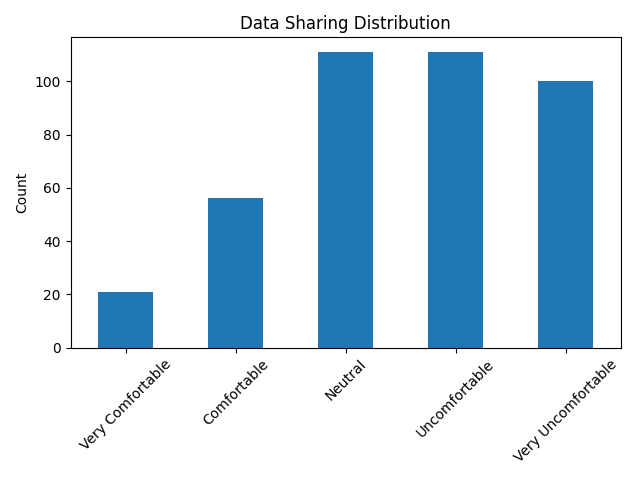 Data Sharing Distribution
Count
100
80
60
40
20
0
Very Comfortable
Comfortable
Neutral
Uncomfortable
Very Uncomfortable